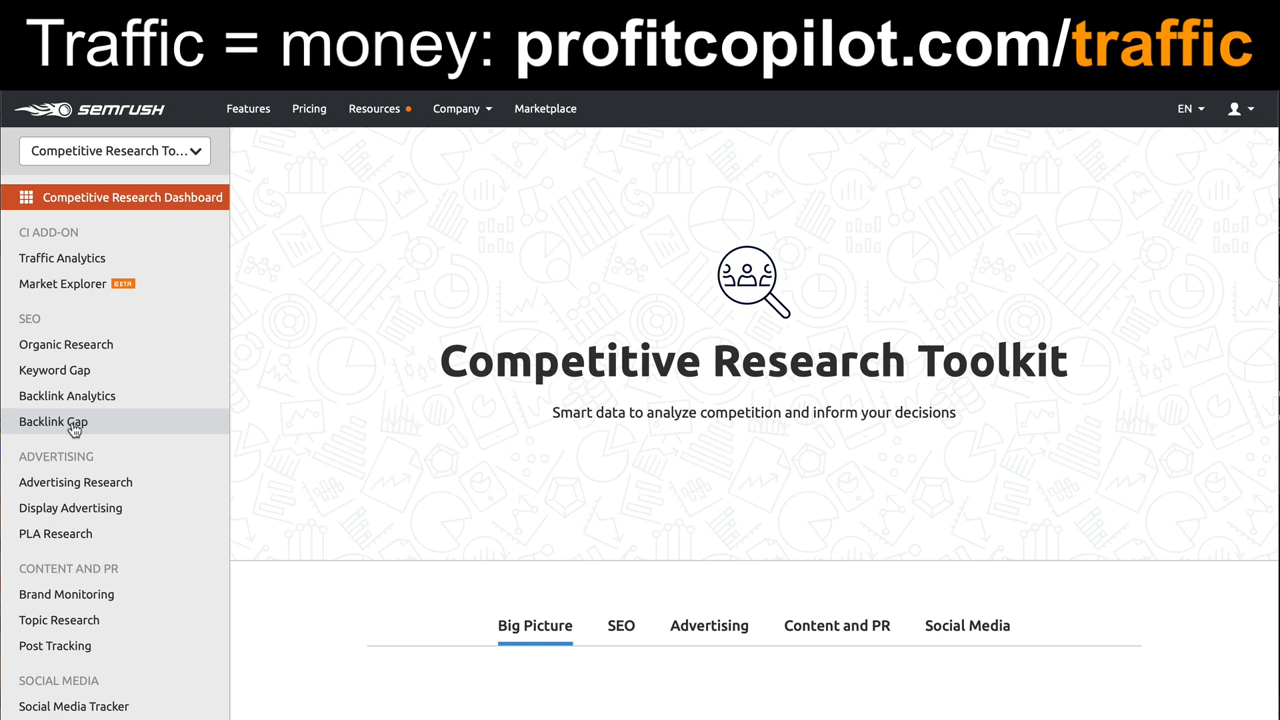 Traffic = money: profitcopilot.com/traffic
SEMRUSH
Features
Pricing
Resources
Company
Marketplace
EN
Competitive Research To...
Competitive Research Dashboard
CI ADD-ON
Traffic Analytics
Market Explorer BETA
SEO
Organic Research
Keyword Gap
Backlink Analytics
Backlink Gap
ADVERTISING
Advertising Research
Display Advertising
PLA Research
CONTENT AND PR
Brand Monitoring
Topic Research
Post Tracking
SOCIAL MEDIA
Social Media Tracker
Competitive Research Toolkit
Smart data to analyze competition and inform your decisions
Big Picture
SEO
Advertising
Content and PR
Social Media